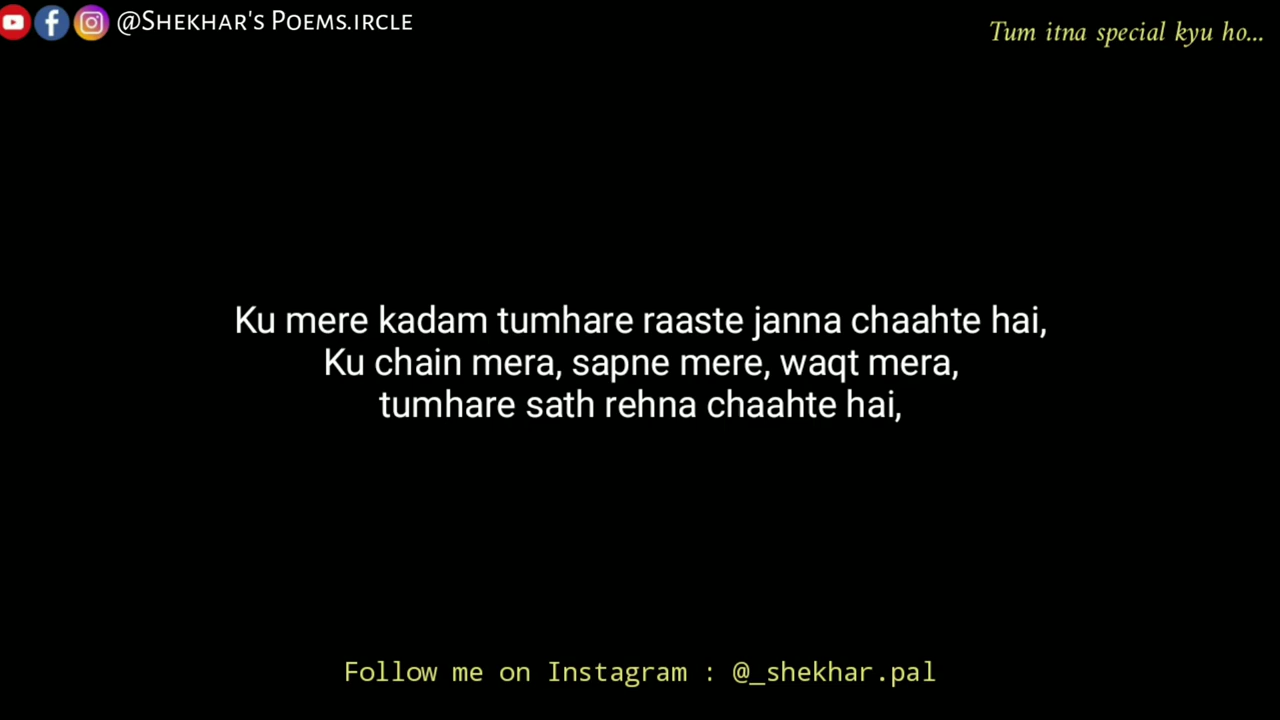 @Shekhar's Poems.ircle
Tum itna special kyu ho...
Ku mere kadam tumhare raaste janna chaahte hai,
Ku chain mera, sapne mere, waqt mera,
tumhare sath rehna chaahte hai,
Follow me on Instagram : @_shekhar.pal